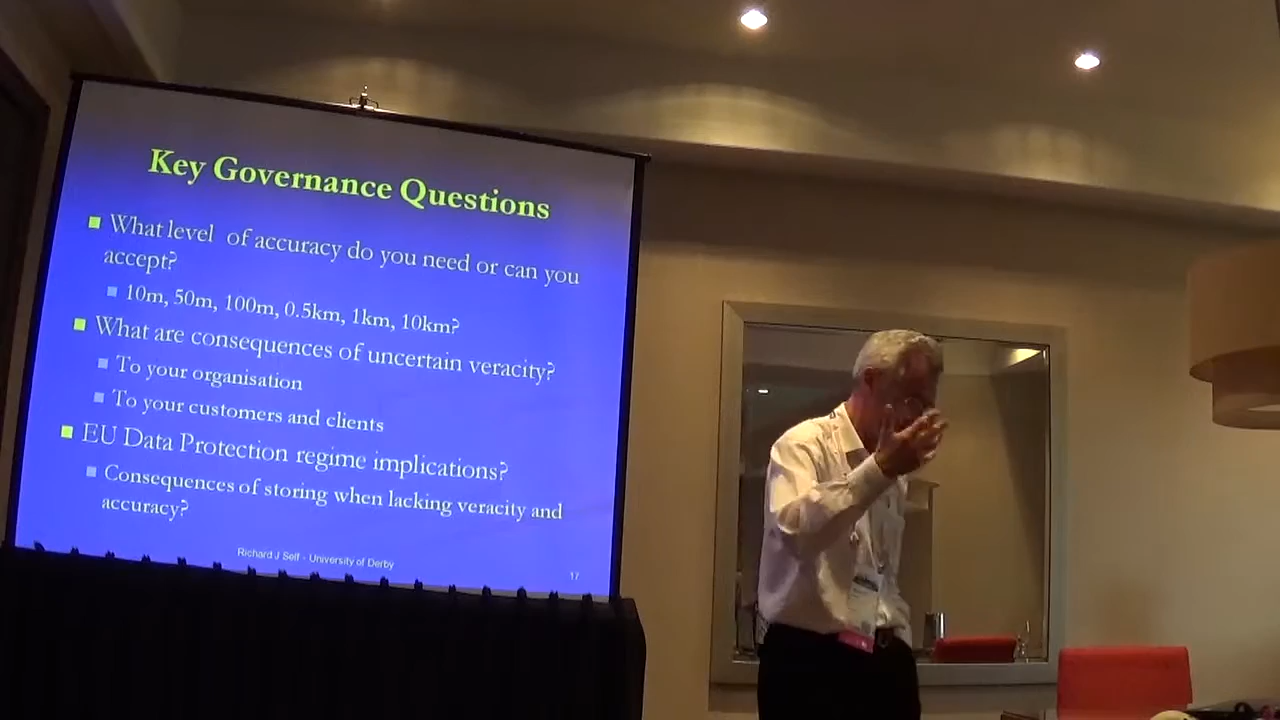 Key Governance Questions
What level of accuracy do you need or can you
accept?
10m, 50m, 100m, 0.5km, 1km, 10km?
What are consequences of uncertain veracity?
To your organisation
To your customers and clients
EU Data Protection regime implications?
Consequences of storing when lacking veracity and
accuracy?
Richard J Self - University of Derby
17